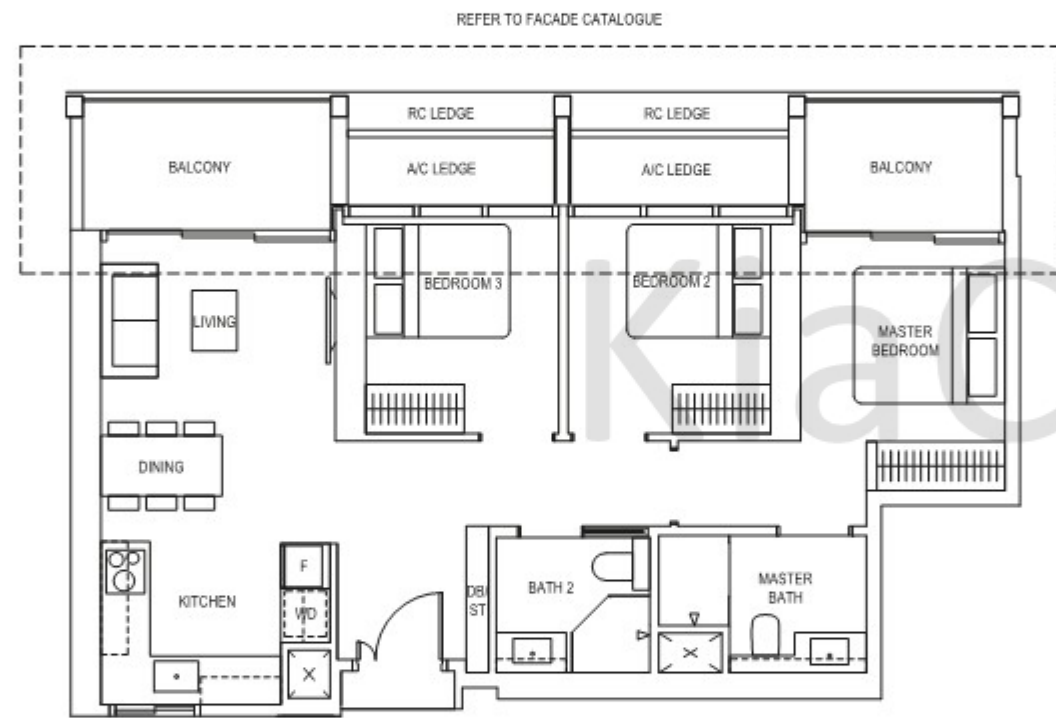 REFER TO FACADE CATALOGUE
RC LEDGE
RC LEDGE
BALCONY
A/C LEDGE
A/C LEDGE
BALCONY
BEDROOM 3
BEDROOM 2
LIVING
MASTER
BEDROOM
DINING
F
WD
KITCHEN
DB/
ST
BATH 2
MASTER
BATH
KiaO